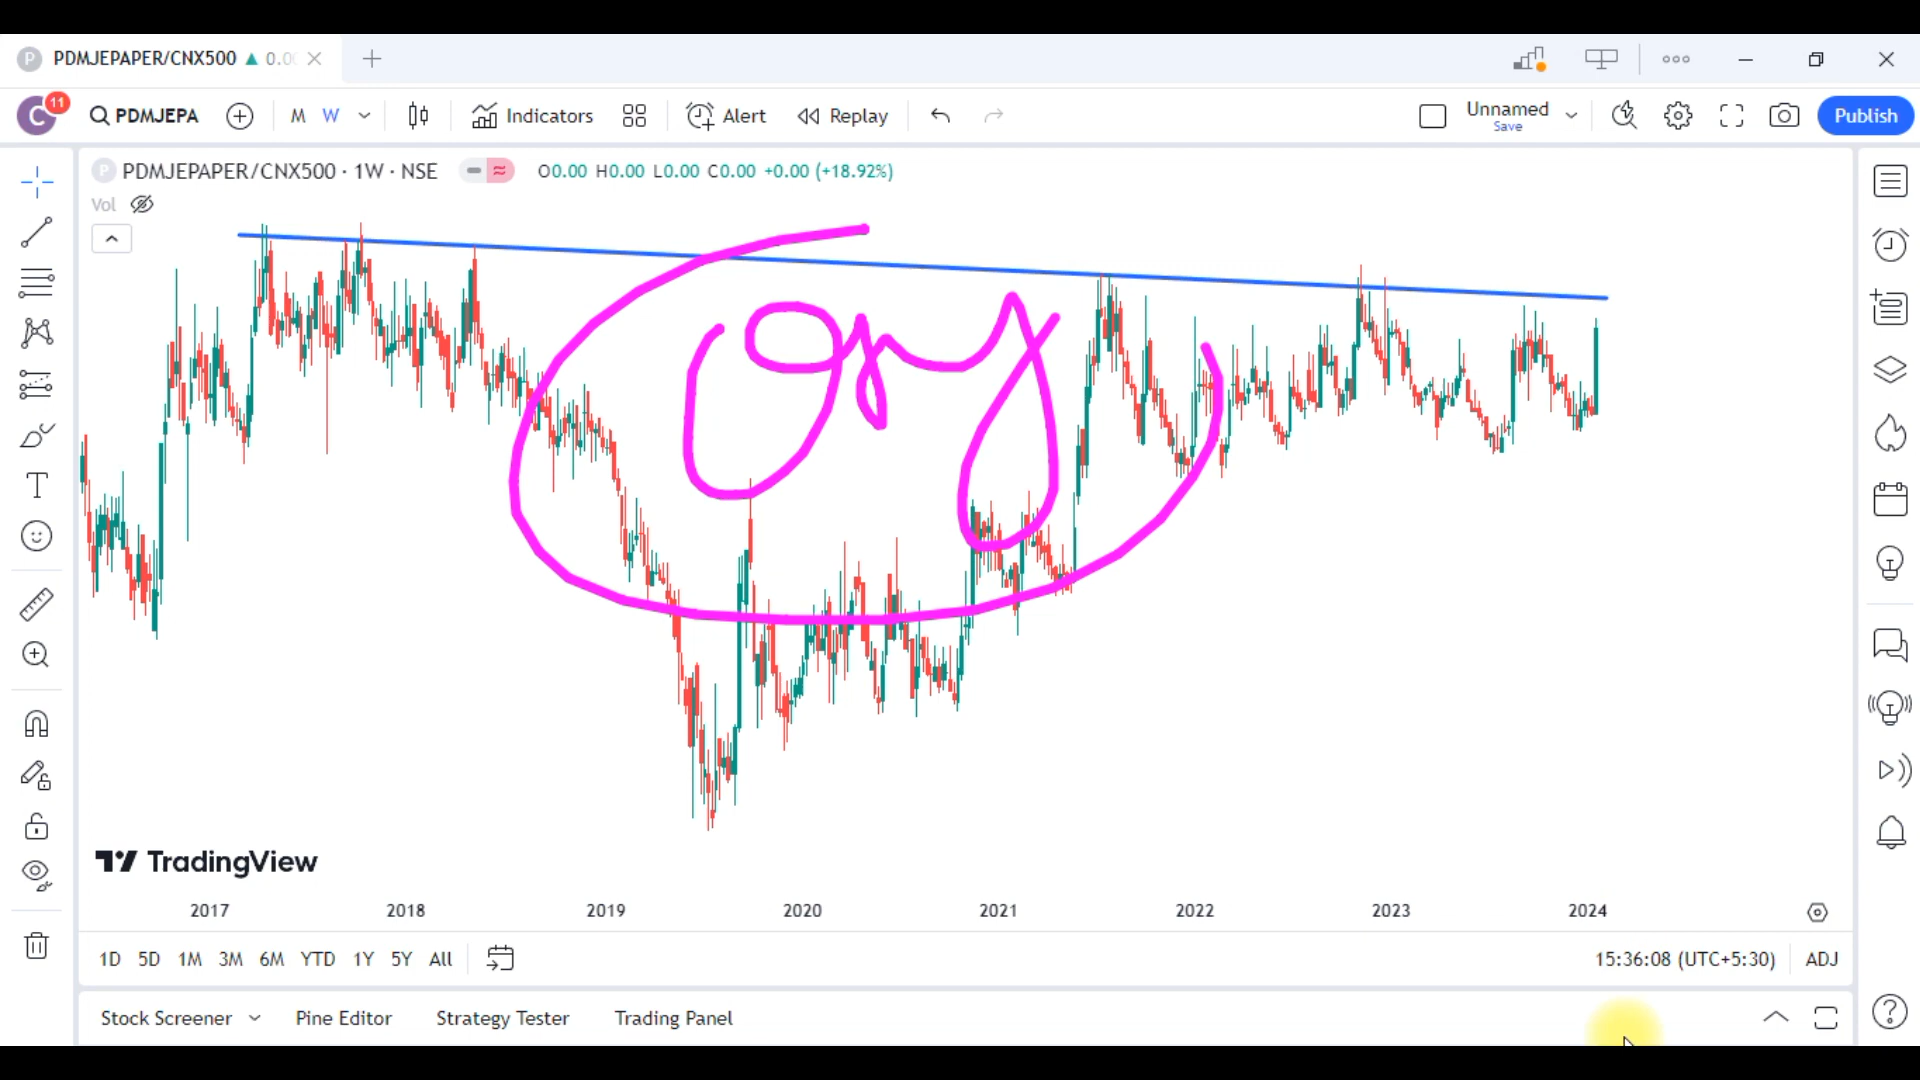 P PDMJEPAPER/CNX500 ▲ 0.00
C 11 PDMJEPA M W Indicators Alert Replay Unnamed Save Publish
P PDMJEPAPER/CNX500 · 1W · NSE O0.00 H0.00 L0.00 C0.00 +0.00 (+18.92%)
Vol
TradingView
2017 2018 2019 2020 2021 2022 2023 2024
1D 5D 1M 3M 6M YTD 1Y 5Y All 15:36:08 (UTC+5:30) ADJ
Stock Screener Pine Editor Strategy Tester Trading Panel